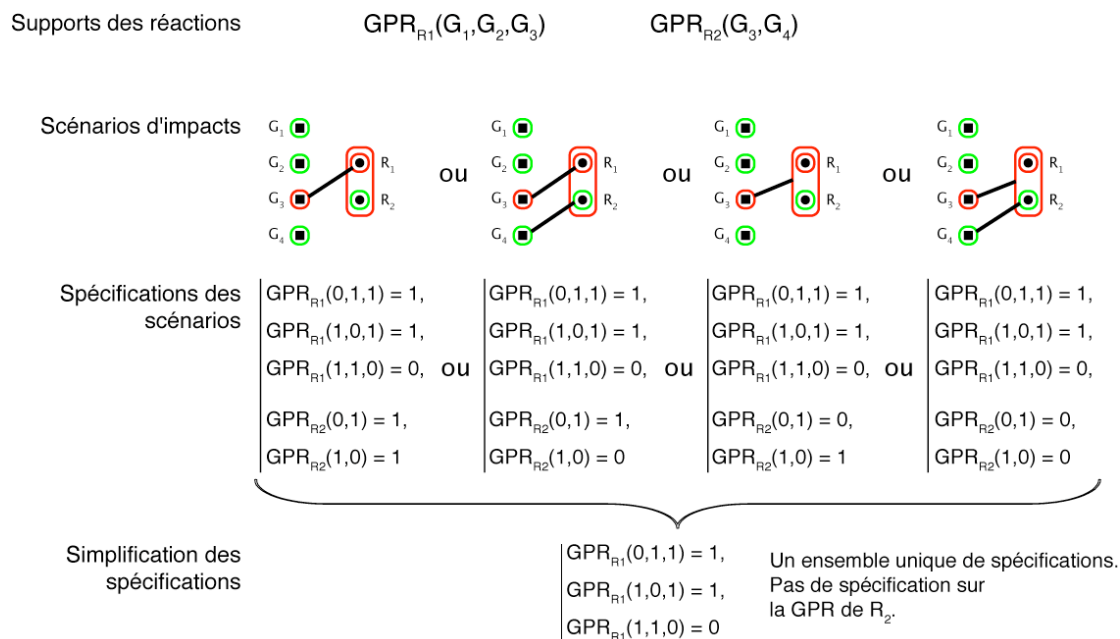 Supports des réactions GPR_R1(G_1,G_2,G_3) GPR_R2(G_3,G_4)
Scénarios d'impacts
G_1 G_1 G_1 G_1
G_2 R_1 ou G_2 R_1 ou G_2 R_1 ou G_2 R_1
G_3 R_2 G_3 R_2 G_3 R_2 G_3 R_2
G_4 G_4 G_4 G_4
Spécifications des scénarios
GPR_R1(0,1,1) = 1, GPR_R1(0,1,1) = 1, GPR_R1(0,1,1) = 1, GPR_R1(0,1,1) = 1,
GPR_R1(1,0,1) = 1, GPR_R1(1,0,1) = 1, GPR_R1(1,0,1) = 1, GPR_R1(1,0,1) = 1,
GPR_R1(1,1,0) = 0, ou GPR_R1(1,1,0) = 0, ou GPR_R1(1,1,0) = 0, ou GPR_R1(1,1,0) = 0,
GPR_R2(0,1) = 1, GPR_R2(0,1) = 1, GPR_R2(0,1) = 0, GPR_R2(0,1) = 0,
GPR_R2(1,0) = 1 GPR_R2(1,0) = 0 GPR_R2(1,0) = 1 GPR_R2(1,0) = 0
Simplification des
spécifications
GPR_R1(0,1,1) = 1,
GPR_R1(1,0,1) = 1,
GPR_R1(1,1,0) = 0
Un ensemble unique de spécifications.
Pas de spécification sur
la GPR de R_2.